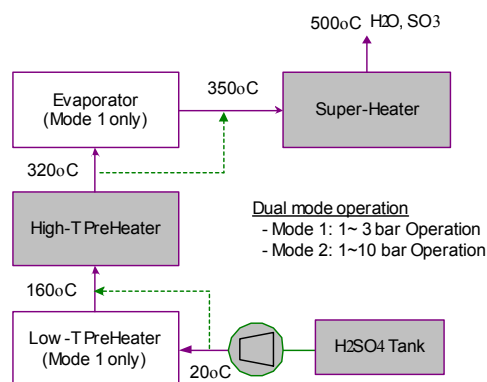 500oC H2O, SO3
350oC
Evaporator
(Mode 1 only)
Super-Heater
320oC
High-T PreHeater
Dual mode operation
- Mode 1: 1~ 3 bar Operation
- Mode 2: 1~10 bar Operation
160oC
Low-T PreHeater
(Mode 1 only)
20oC
H2SO4 Tank